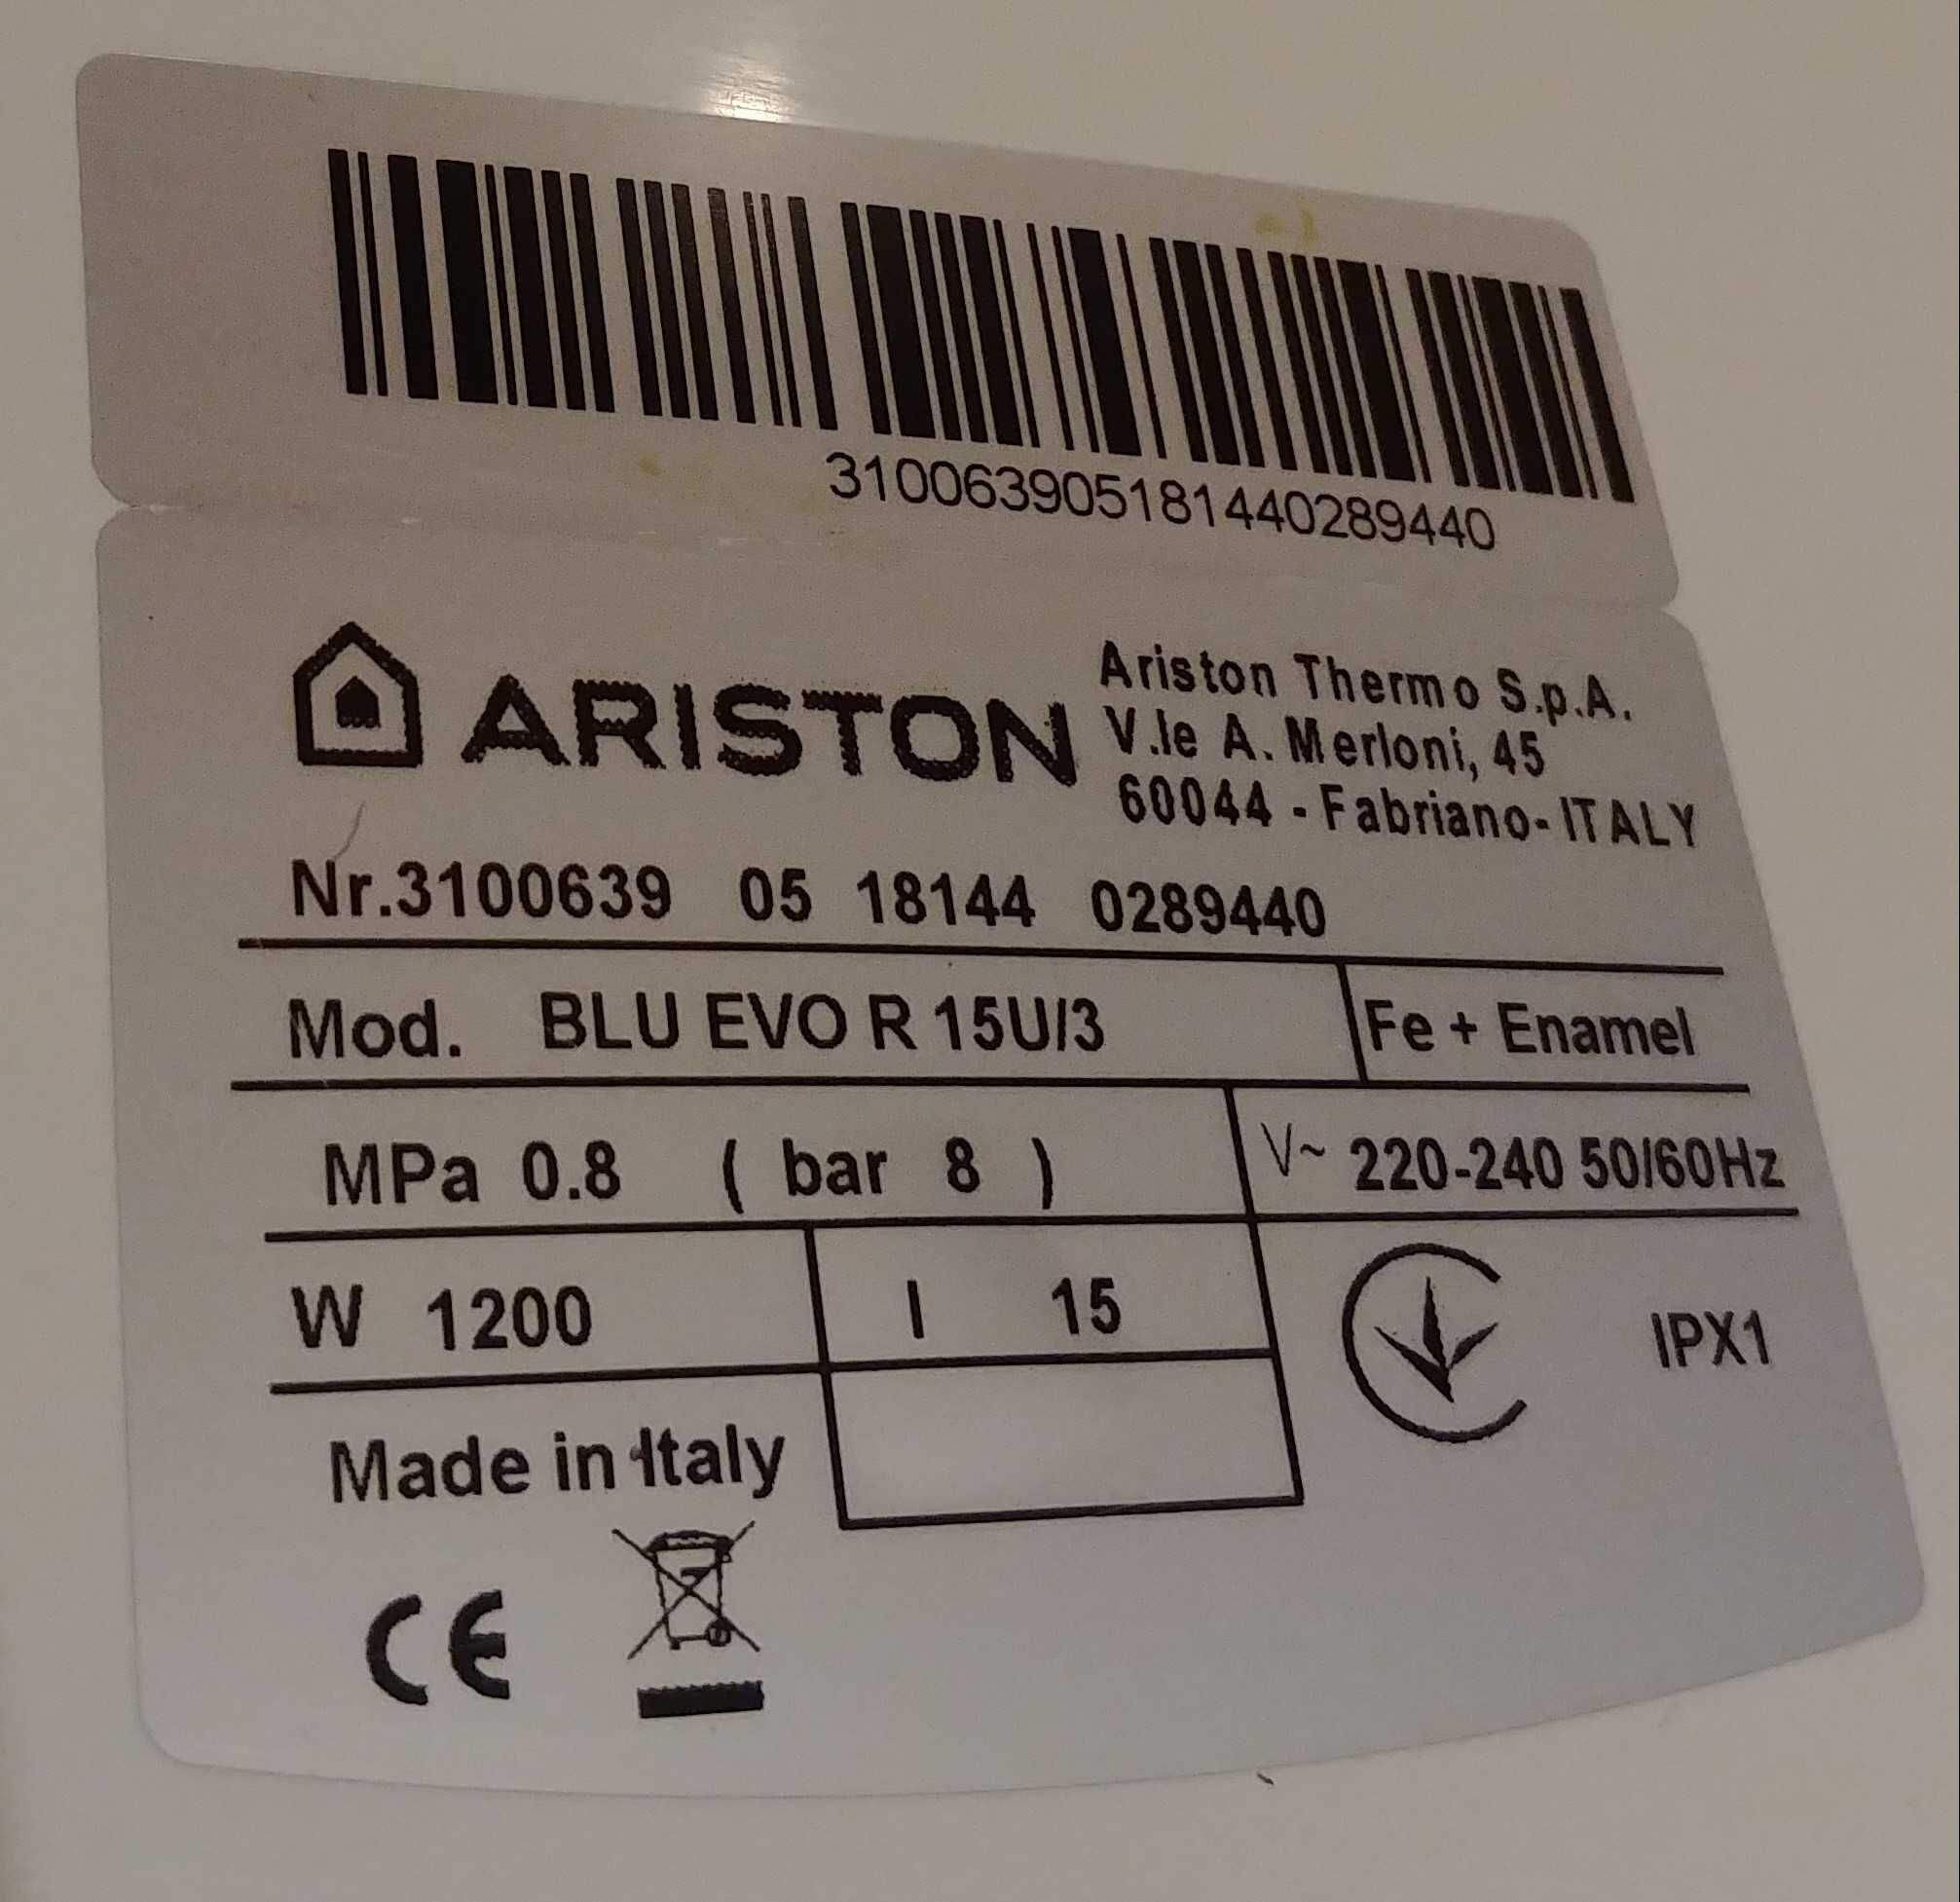 310063905181440289440
ARISTON
Ariston Thermo S.p.A.
V.le A. Merloni, 45
60044 - Fabriano- ITALY
Nr.3100639 05 18144 0289440
Mod. BLU EVO R 15U/3
Fe + Enamel
MPa 0.8 ( bar 8 )
V~ 220-240 50/60Hz
W 1200
l 15
IPX1
Made in Italy
CE